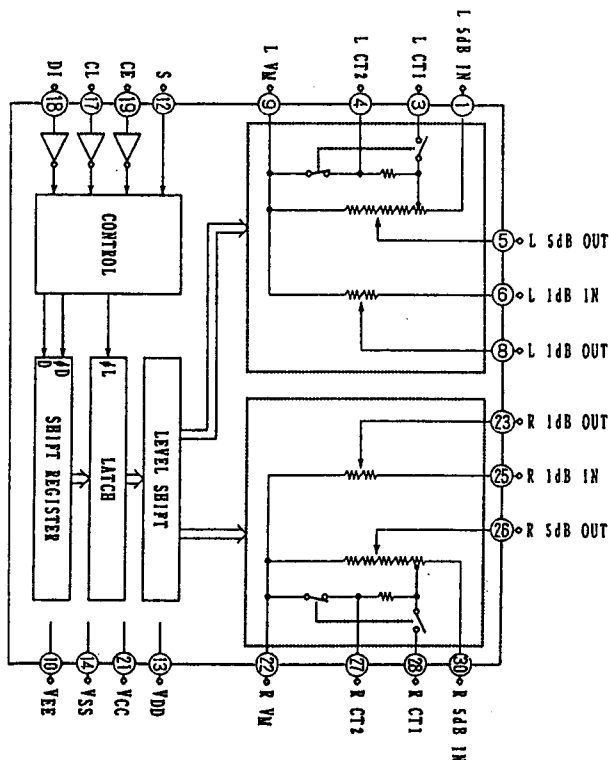 L 5dB IN
1
L CT1
3
L CT2
4
L VM
9
S
12
CE
19
CL
17
DI
18
CONTROL
5
L 5dB OUT
6
L 1dB IN
8
L 1dB OUT
23
R 1dB OUT
25
R 1dB IN
26
R 5dB OUT
D
φD
SHIFT REGISTER
φL
LATCH
LEVEL SHIFT
10
VEE
14
VSS
21
VCC
13
VDD
22
R VM
27
R CT2
28
R CT1
30
R 5dB IN